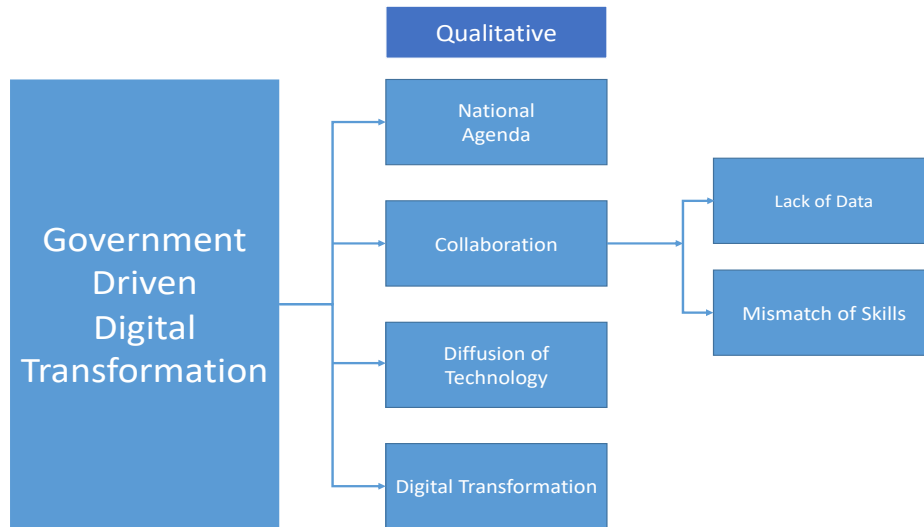 Qualitative
Government
Driven
Digital
Transformation
National
Agenda
Collaboration
Diffusion of
Technology
Digital Transformation
Lack of Data
Mismatch of Skills